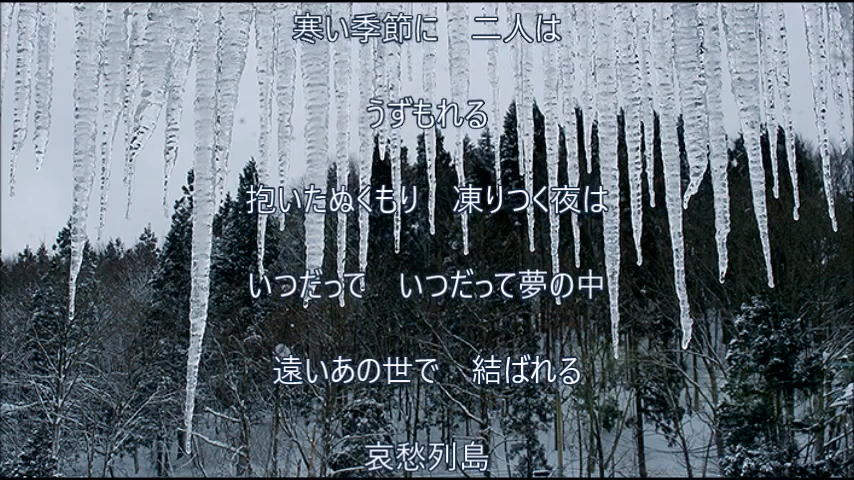 寒い季節に　二人は
うずもれる
抱いたぬくもり　凍りつく夜は
いつだって　いつだって夢の中
遠いあの世で　結ばれる
哀愁列島